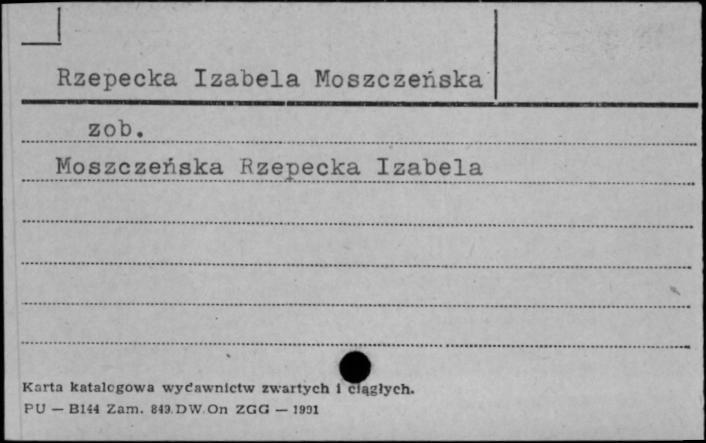 Rzepecka Izabela Moszczeńska
zob.
Moszczeńska Rzepecka Izabela
Karta katalogowa wydawnictw zwartych i ciągłych.
PU — B144 Zam. 849.DW.On ZGG — 1991